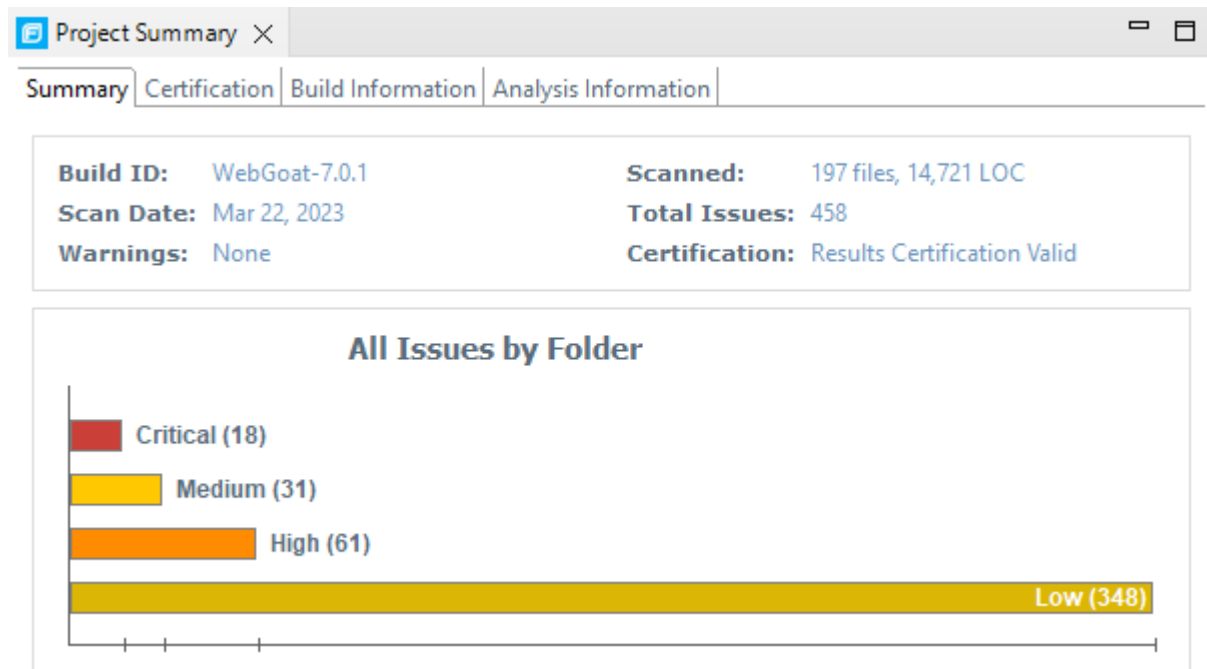 Project Summary
Summary Certification Build Information Analysis Information
Build ID: WebGoat-7.0.1 Scanned: 197 files, 14,721 LOC
Scan Date: Mar 22, 2023 Total Issues: 458
Warnings: None Certification: Results Certification Valid
All Issues by Folder
Critical (18)
Medium (31)
High (61)
Low (348)